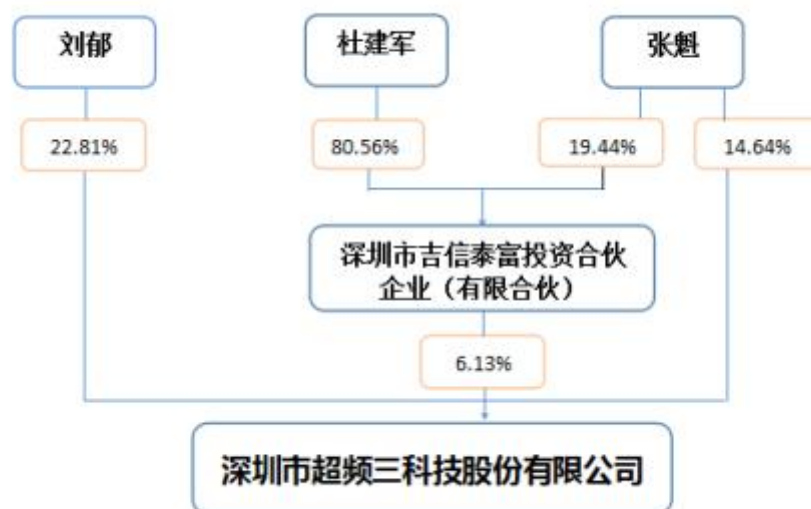 刘郁
杜建军
张魁
22.81%
80.56%
19.44%
14.64%
深圳市吉信泰富投资合伙
企业（有限合伙）
6.13%
深圳市超频三科技股份有限公司